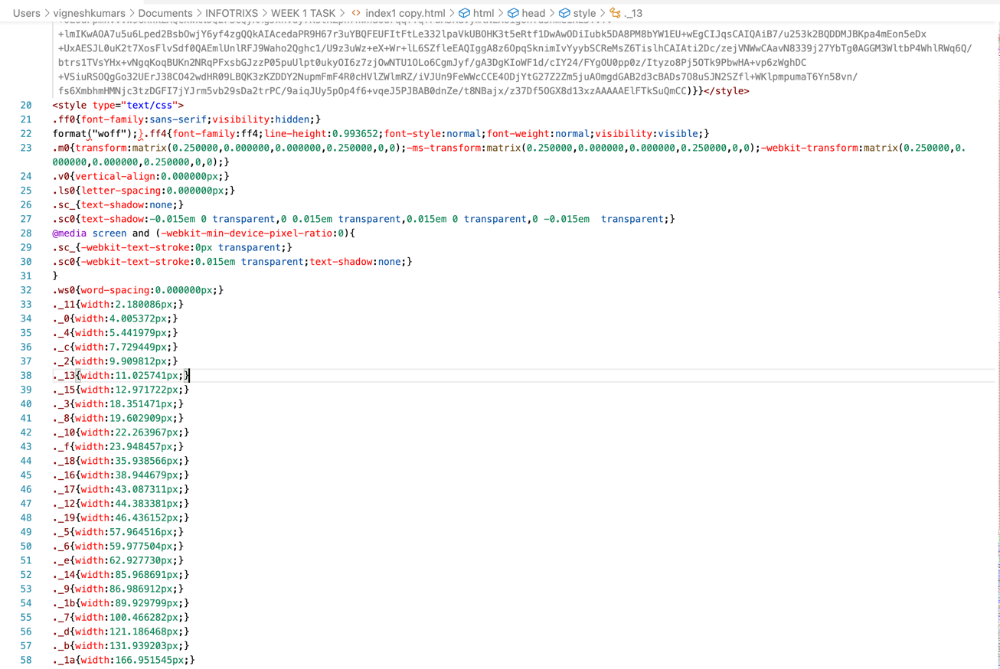 Users > vigneshkumars > Documents > INFOTRIXS > WEEK 1 TASK > <> index1 copy.html > html > head > style > ._13
+lmIKwAOA7u5u6Lped2BsbOwjY6yf4zgQQkAIAcedaPR9H67r3uYBQFEUFItFtLe332lpaVkUBOHK3t5eRtf1DwAwODiIubk5DA8PM8bYW1EU+wEgCIJqsCAIQAiB7/u253k2BQDDMJBKpa4mEon5eDx
+UxAESJL0uK2t7XosFlvSdf0QAEmlUnlRFJ9Waho2Qghc1/U9z3uWz+eX+Wr+lL6SZfleEAQIggA8z6OpqSknimIvYyybSCReMsZ6TislhCAIAti2Dc/zejVNWwCAavN8339j27YbTg0AGGM3WltbP4WhlRWq6Q/
btrs1TVsYHx+vNgqKoqBUKn2NRqPFxsbGJzzP05puUlpt0ukyOI6z7zjOwNTU1OLo6CgmJyf/gA3DgKIoWF1d/cIY24/FYgOU0pp0z/Ityzo8Pj5OTk9PbwHA+vp6zWghDC
+VSiuRSOQgGo32UErJ38CO42wdHR09LBQK3zKZDDY2NupmFmF4R0cHVlZWlmRZ/iVJUn9FeWWcCCE4ODjYtG27Z2Zm5juAOmgdGAB2d3cBADs7O8uSJN2SZfl+WKlpmpumaT6Yn58vn/
fs6XmbhmHMNjc3tzDGFI7jYJrm5vb29sDa2trPC/9aiqJUy5pOp4f6+vqeJ5PJBAB0dnZe/t8NBajx/z37Df5OGX8d13xzAAAAAElFTkSuQmCC)}}</style>
20 <style type="text/css">
21 .ff0{font-family:sans-serif;visibility:hidden;}
22 format("woff");}.ff4{font-family:ff4;line-height:0.993652;font-style:normal;font-weight:normal;visibility:visible;}
23 .m0{transform:matrix(0.250000,0.000000,0.000000,0.250000,0,0);-ms-transform:matrix(0.250000,0.000000,0.000000,0.250000,0,0);-webkit-transform:matrix(0.250000,0.
000000,0.000000,0.250000,0,0);}
24 .v0{vertical-align:0.000000px;}
25 .ls0{letter-spacing:0.000000px;}
26 .sc_{text-shadow:none;}
27 .sc0{text-shadow:-0.015em 0 transparent,0 0.015em transparent,0.015em 0 transparent,0 -0.015em  transparent;}
28 @media screen and (-webkit-min-device-pixel-ratio:0){
29 .sc_{-webkit-text-stroke:0px transparent;}
30 .sc0{-webkit-text-stroke:0.015em transparent;text-shadow:none;}
31 }
32 .ws0{word-spacing:0.000000px;}
33 ._11{width:2.180086px;}
34 ._0{width:4.005372px;}
35 ._4{width:5.441979px;}
36 ._c{width:7.729449px;}
37 ._2{width:9.909812px;}
38 ._13{width:11.025741px;}
39 ._15{width:12.971722px;}
40 ._3{width:18.351471px;}
41 ._8{width:19.602909px;}
42 ._10{width:22.263967px;}
43 ._f{width:23.948457px;}
44 ._18{width:35.938566px;}
45 ._16{width:38.944679px;}
46 ._17{width:43.087311px;}
47 ._12{width:44.383381px;}
48 ._19{width:46.436152px;}
49 ._5{width:57.964516px;}
50 ._6{width:59.977504px;}
51 ._e{width:62.927730px;}
52 ._14{width:85.968691px;}
53 ._9{width:86.986912px;}
54 ._1b{width:89.929799px;}
55 ._7{width:100.466282px;}
56 ._d{width:121.186468px;}
57 ._b{width:131.939203px;}
58 ._1a{width:166.951545px;}